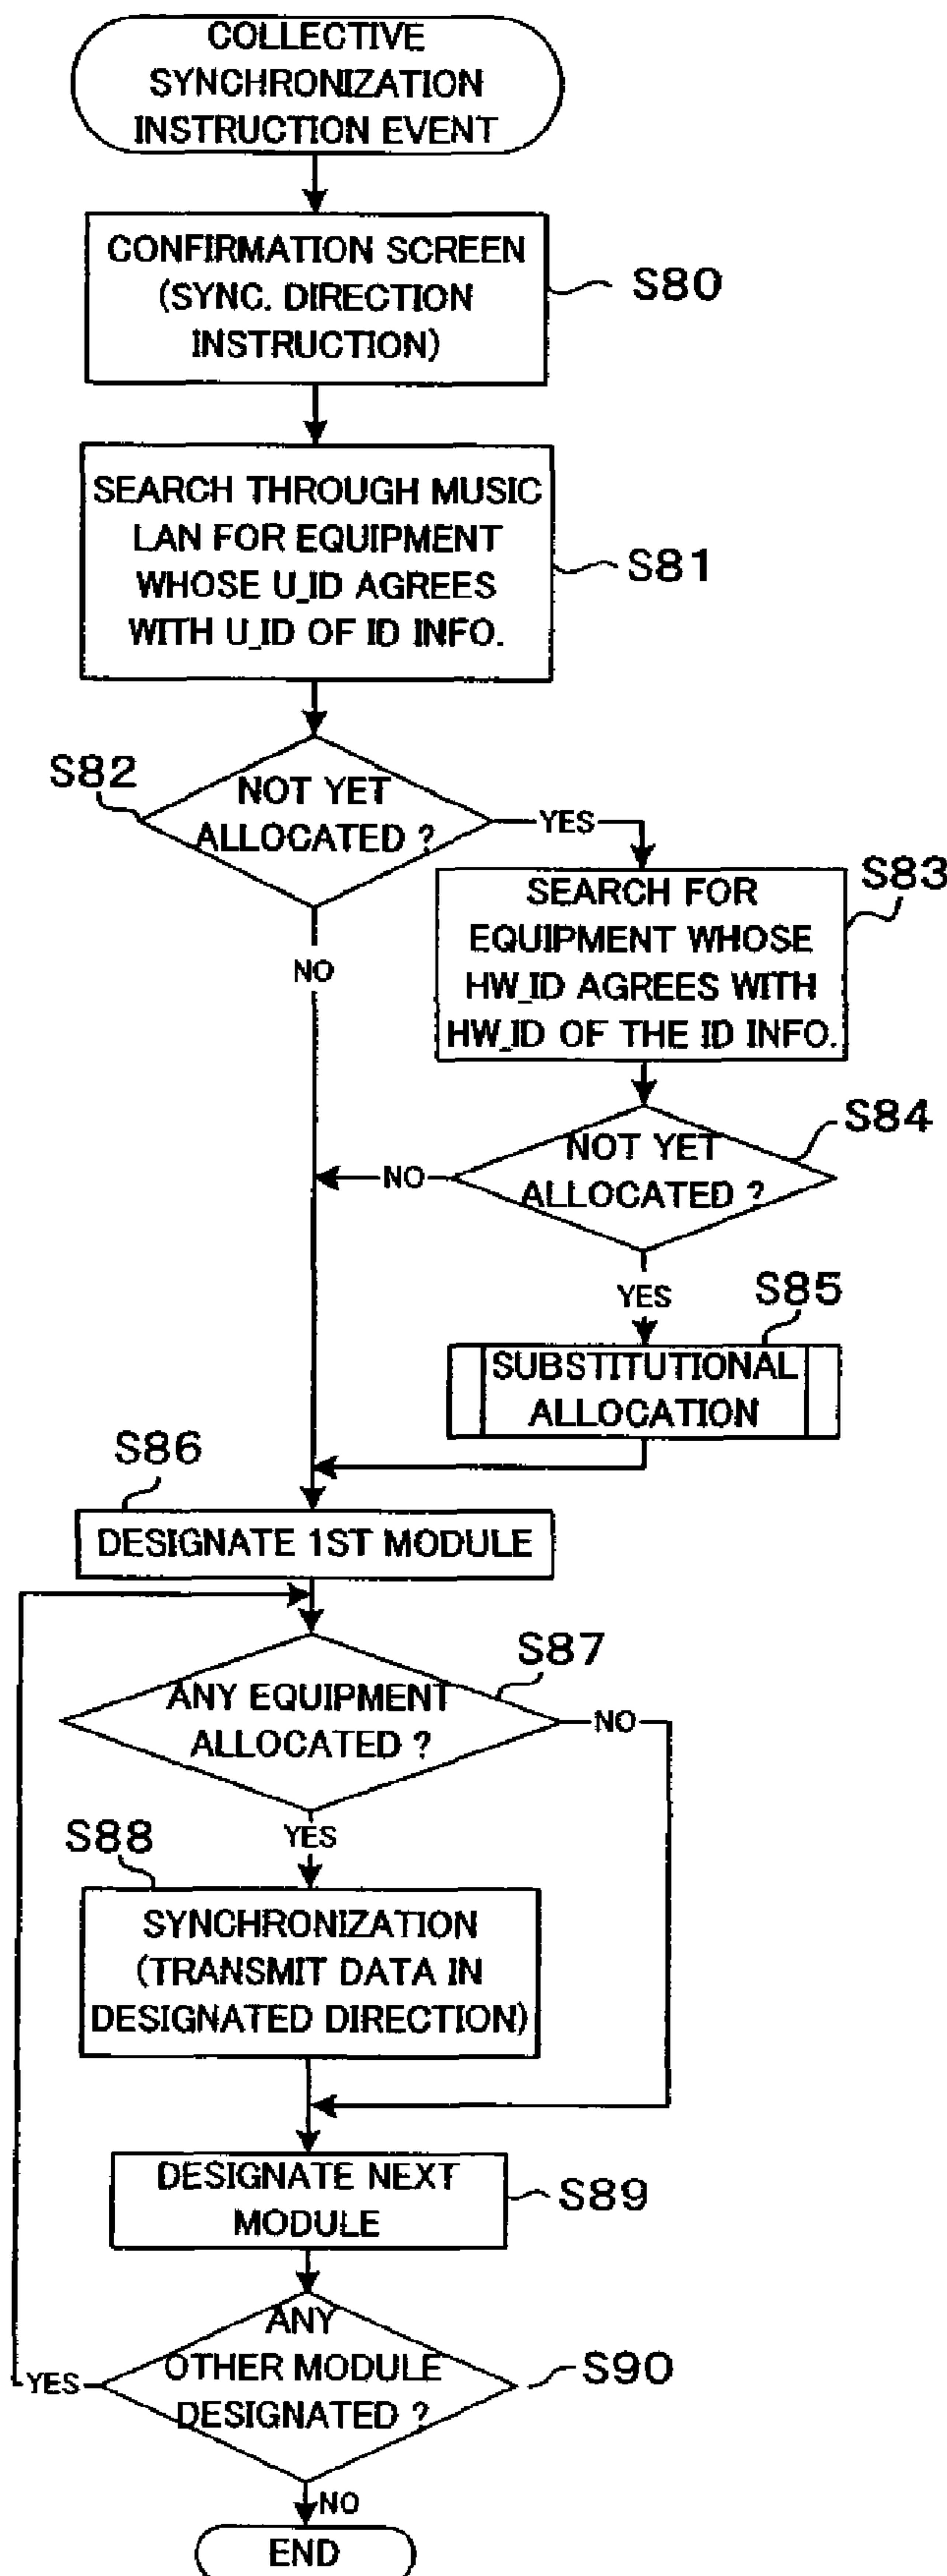 COLLECTIVE
SYNCHRONIZATION
INSTRUCTION EVENT
CONFIRMATION SCREEN
(SYNC. DIRECTION
INSTRUCTION)
S80
SEARCH THROUGH MUSIC
LAN FOR EQUIPMENT
WHOSE U_ID AGREES
WITH U_ID OF ID INFO.
S81
S82
NOT YET
ALLOCATED ?
YES
NO
S83
SEARCH FOR
EQUIPMENT WHOSE
HW_ID AGREES WITH
HW_ID OF THE ID INFO.
S84
NOT YET
ALLOCATED ?
NO
YES
S85
SUBSTITUTIONAL
ALLOCATION
S86
DESIGNATE 1ST MODULE
S87
ANY EQUIPMENT
ALLOCATED ?
NO
YES
S88
SYNCHRONIZATION
(TRANSMIT DATA IN
DESIGNATED DIRECTION)
DESIGNATE NEXT
MODULE
S89
ANY
OTHER MODULE
DESIGNATED ?
S90
YES
NO
END